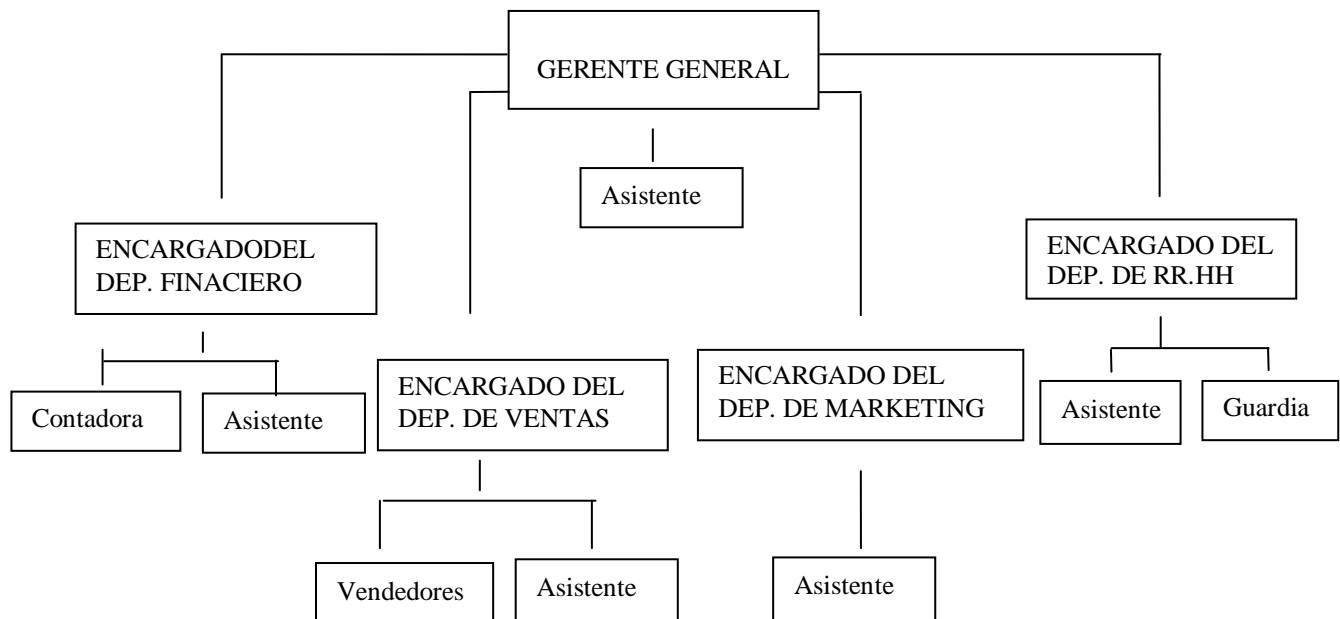 GERENTE GENERAL
Asistente
ENCARGADODEL
DEP. FINACIERO
ENCARGADO DEL
DEP. DE RR.HH
Contadora
Asistente
ENCARGADO DEL
DEP. DE VENTAS
ENCARGADO DEL
DEP. DE MARKETING
Asistente
Guardia
Vendedores
Asistente
Asistente